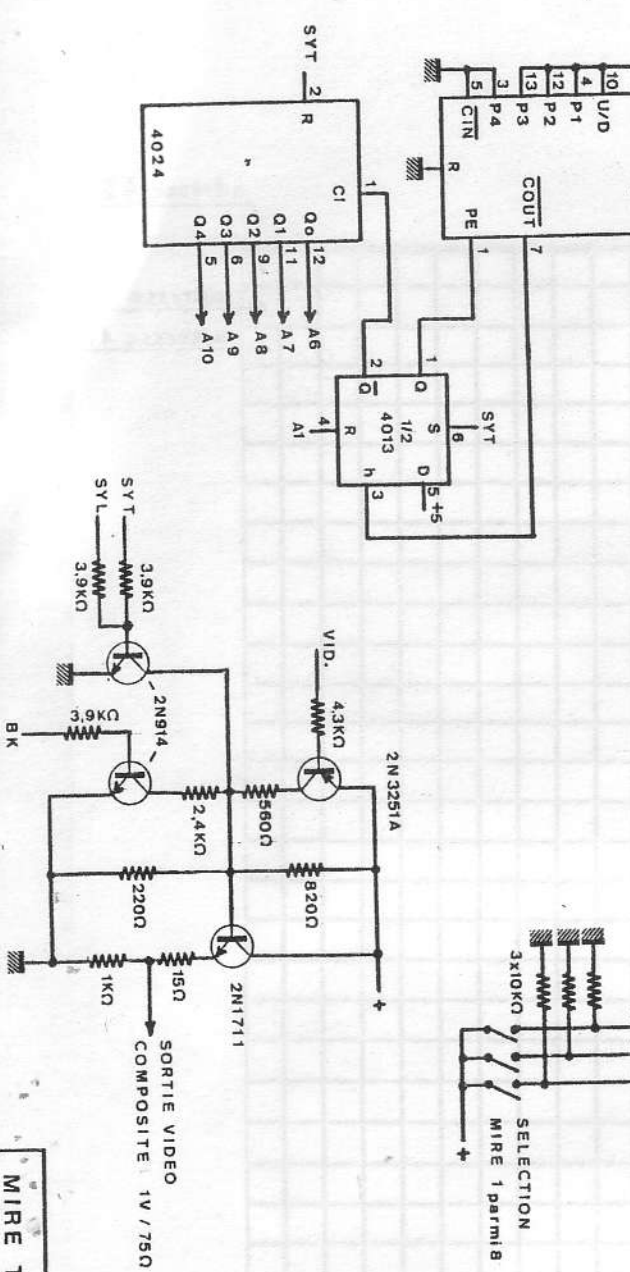 10 U/D
4 P1
12 P2
13 P3
3 P4
5 CIN
R
COUT
7
PE
1
SYT
2
R
4024
C1
1
Qo 12
Q1 11
Q2 9
Q3 6
Q4 5
A6
A7
A8
A9
A10
2
1
Q
Q
1/2
4013
S
6
SYT
D
5
+5
R
4
A1
h
3
SYT
SYL
3,9KΩ
3,9KΩ
2N914
BK
3,9KΩ
VID.
4,3KΩ
2N3251A
560Ω
2,4KΩ
820Ω
220Ω
2N1711
15Ω
1KΩ
+
SORTIE VIDEO
COMPOSITE 1V / 75Ω
3x10KΩ
SELECTION
MIRE 1 parmi 8
+
MIRE